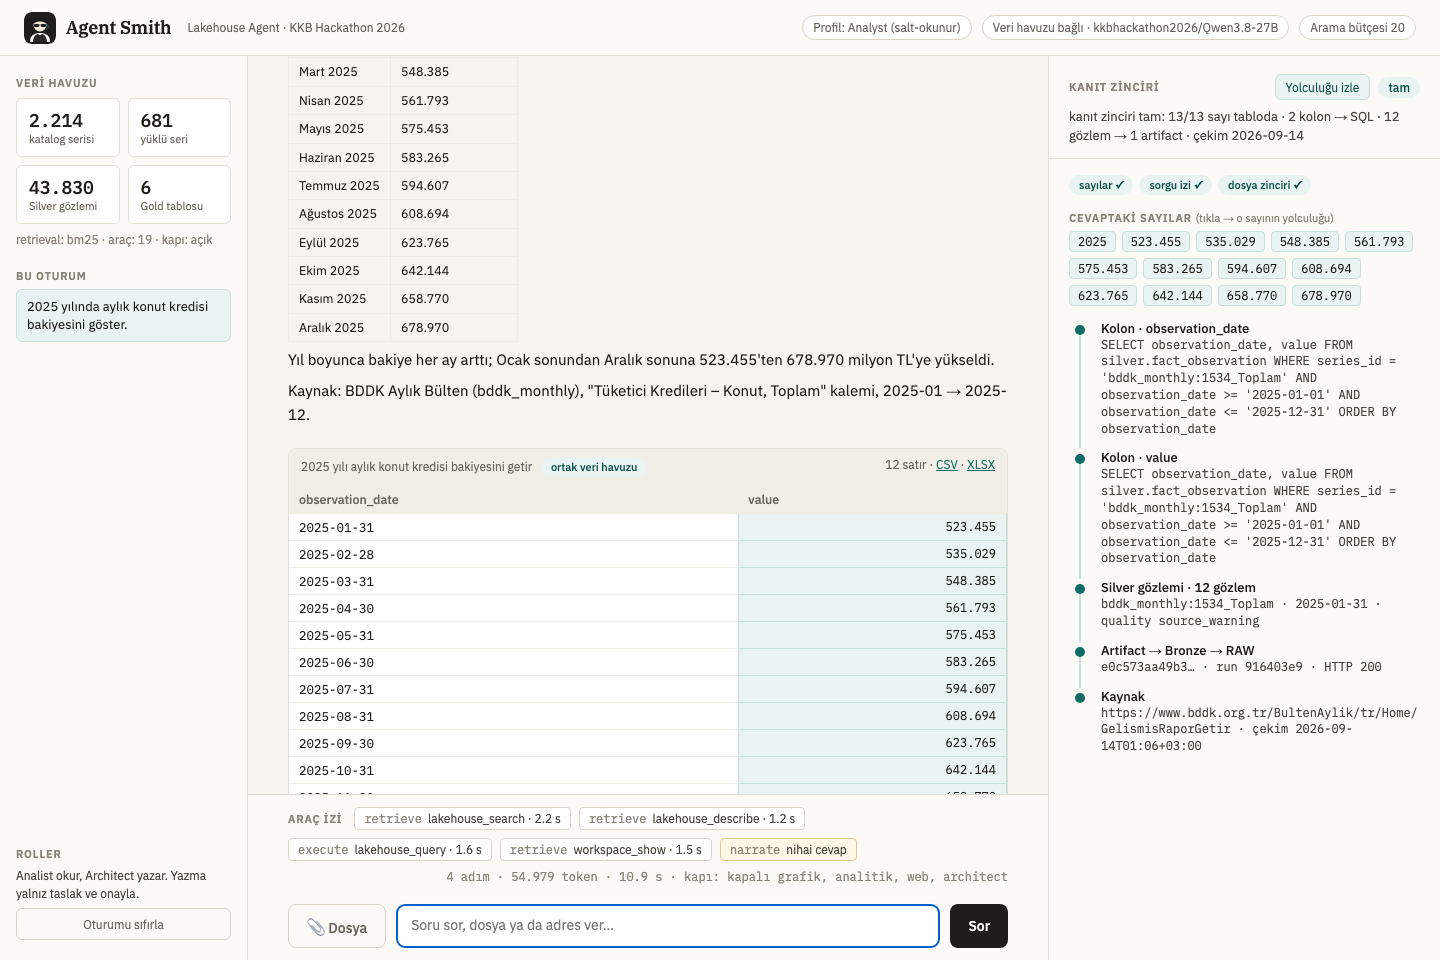 Agent Smith
Lakehouse Agent · KKB Hackathon 2026
Profil: Analyst (salt-okunur)
Veri havuzu bağlı · kkbhackathon2026/Qwen3.8-27B
Arama bütçesi 20
VERİ HAVUZU
2.214
katalog serisi
681
yüklü seri
43.830
Silver gözlemi
6
Gold tablosu
retrieval: bm25 · araç: 19 · kapı: açık
BU OTURUM
2025 yılında aylık konut kredisi
bakiyesini göster.
ROLLER
Analist okur, Architect yazar. Yazma
yalnız taslak ve onayla.
Oturumu sıfırla
Mart 2025 548.385
Nisan 2025 561.793
Mayıs 2025 575.453
Haziran 2025 583.265
Temmuz 2025 594.607
Ağustos 2025 608.694
Eylül 2025 623.765
Ekim 2025 642.144
Kasım 2025 658.770
Aralık 2025 678.970
Yıl boyunca bakiye her ay arttı; Ocak sonundan Aralık sonuna 523.455'ten 678.970 milyon TL'ye yükseldi.
Kaynak: BDDK Aylık Bülten (bddk_monthly), "Tüketici Kredileri – Konut, Toplam" kalemi, 2025-01 → 2025-
12.
2025 yılı aylık konut kredisi bakiyesini getir ortak veri havuzu 12 satır · CSV · XLSX
observation_date value
2025-01-31 523.455
2025-02-28 535.029
2025-03-31 548.385
2025-04-30 561.793
2025-05-31 575.453
2025-06-30 583.265
2025-07-31 594.607
2025-08-31 608.694
2025-09-30 623.765
2025-10-31 642.144
ARAÇ İZİ retrieve lakehouse_search · 2.2 s retrieve lakehouse_describe · 1.2 s
execute lakehouse_query · 1.6 s retrieve workspace_show · 1.5 s narrate nihai cevap
4 adım · 54.979 token · 10.9 s · kapı: kapalı grafik, analitik, web, architect
Dosya
Soru sor, dosya ya da adres ver...
Sor
KANIT ZİNCİRİ
Yolculuğu izle
tam
kanıt zinciri tam: 13/13 sayı tabloda · 2 kolon → SQL · 12
gözlem → 1 artifact · çekim 2026-09-14
sayılar ✓ sorgu izi ✓ dosya zinciri ✓
CEVAPTAKİ SAYILAR (tıkla → o sayının yolculuğu)
2025 523.455 535.029 548.385 561.793
575.453 583.265 594.607 608.694
623.765 642.144 658.770 678.970
Kolon · observation_date
SELECT observation_date, value FROM
silver.fact_observation WHERE series_id =
'bddk_monthly:1534_Toplam' AND
observation_date >= '2025-01-01' AND
observation_date <= '2025-12-31' ORDER BY
observation_date
Kolon · value
SELECT observation_date, value FROM
silver.fact_observation WHERE series_id =
'bddk_monthly:1534_Toplam' AND
observation_date >= '2025-01-01' AND
observation_date <= '2025-12-31' ORDER BY
observation_date
Silver gözlemi · 12 gözlem
bddk_monthly:1534_Toplam · 2025-01-31 ·
quality source_warning
Artifact → Bronze → RAW
e0c573aa49b3… · run 916403e9 · HTTP 200
Kaynak
https://www.bddk.org.tr/BultenAylik/tr/Home/
GelismisRaporGetir · çekim 2026-09-
14T01:06+03:00